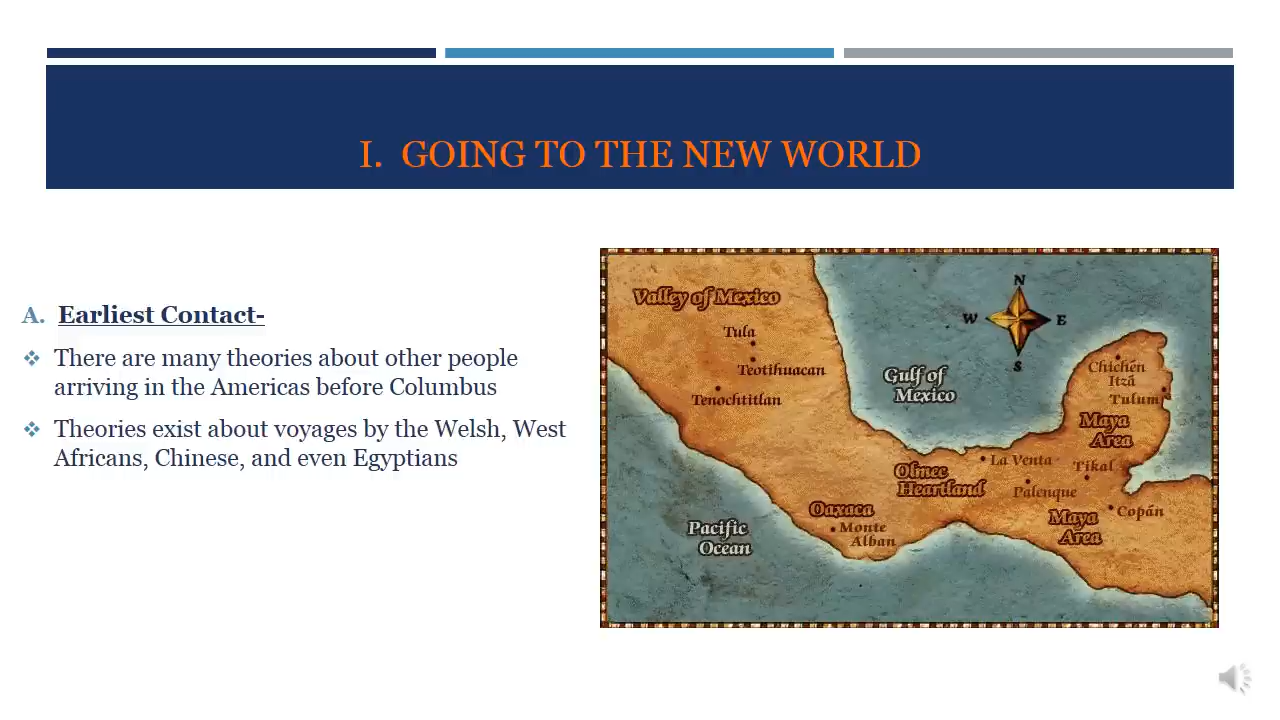 I. GOING TO THE NEW WORLD
A. Earliest Contact-
❖ There are many theories about other people
arriving in the Americas before Columbus
❖ Theories exist about voyages by the Welsh, West
Africans, Chinese, and even Egyptians
Valley of Mexico
Tula
Teotihuacan
Tenochtitlan
Gulf of
Mexico
N
W
E
S
Chichén
Itzá
Tulum
Maya
Area
La Venta
Tikal
Olmec
Heartland
Palenque
Oaxaca
Monte
Alban
Maya
Area
Copán
Pacific
Ocean